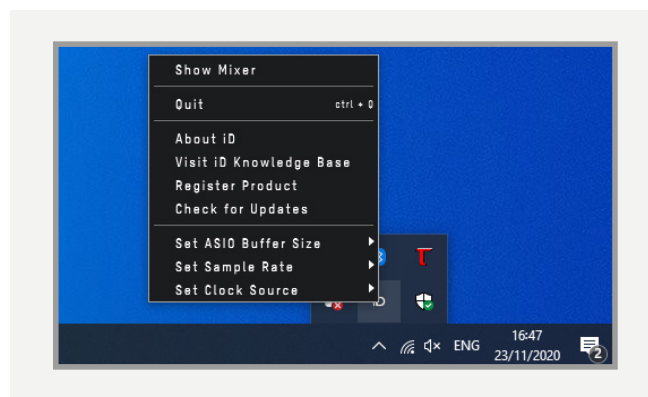 Show Mixer
Quit ctrl + Q
About iD
Visit iD Knowledge Base
Register Product
Check for Updates
Set ASIO Buffer Size
Set Sample Rate
Set Clock Source
iD
ENG
16:47
23/11/2020
2